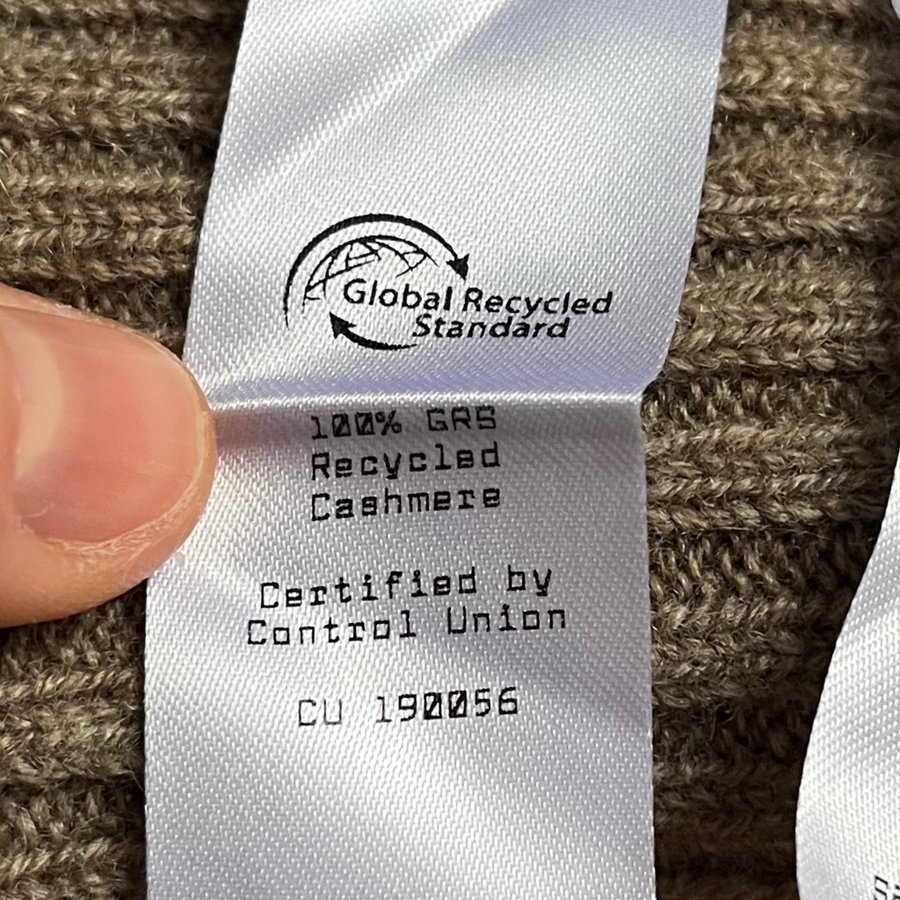 Global Recycled
Standard
100% GRS
Recycled
Cashmere
Certified by
Control Union
CU 190056